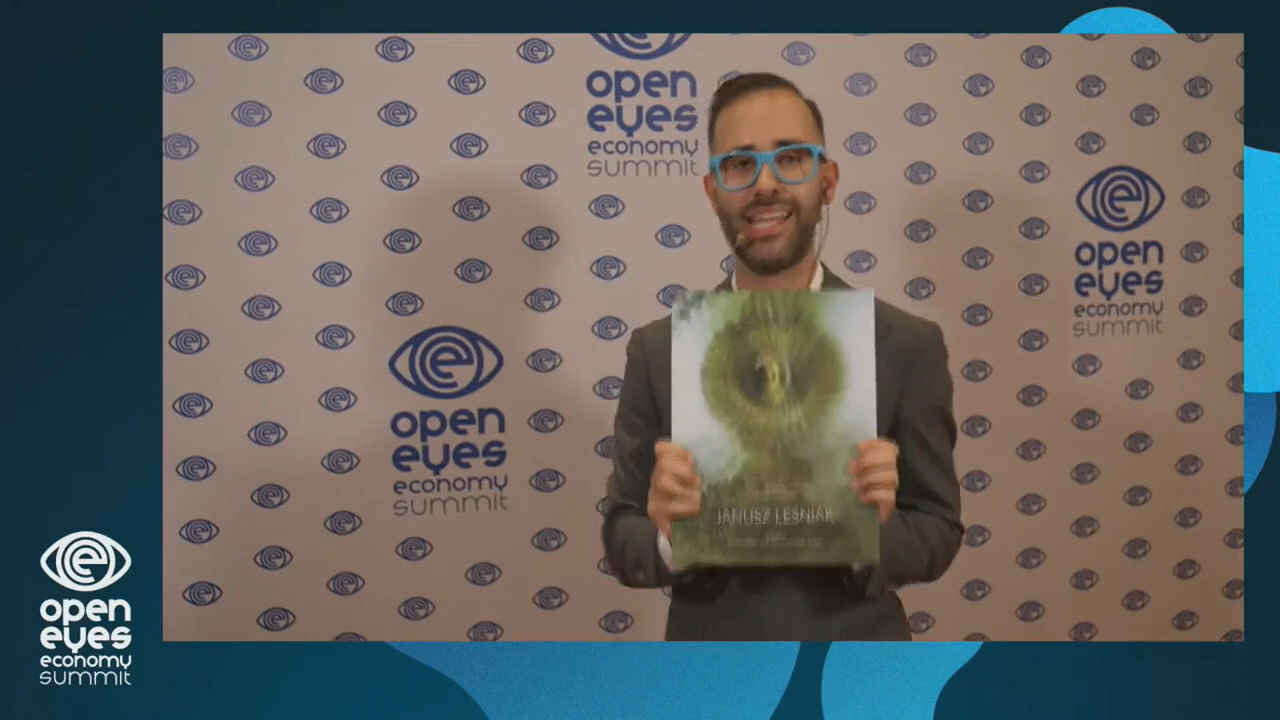 open
eyes
economy
summit
open
eyes
economy
summit
open
eyes
economy
summit
JANUSZ LEŚNIAK
open
eyes
economy
summit